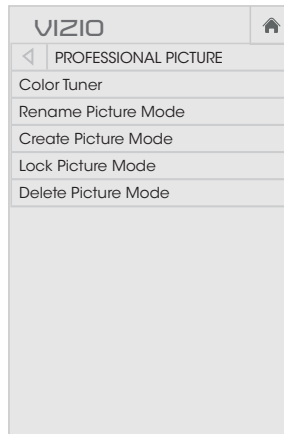 VIZIO
PROFESSIONAL PICTURE
Color Tuner
Rename Picture Mode
Create Picture Mode
Lock Picture Mode
Delete Picture Mode